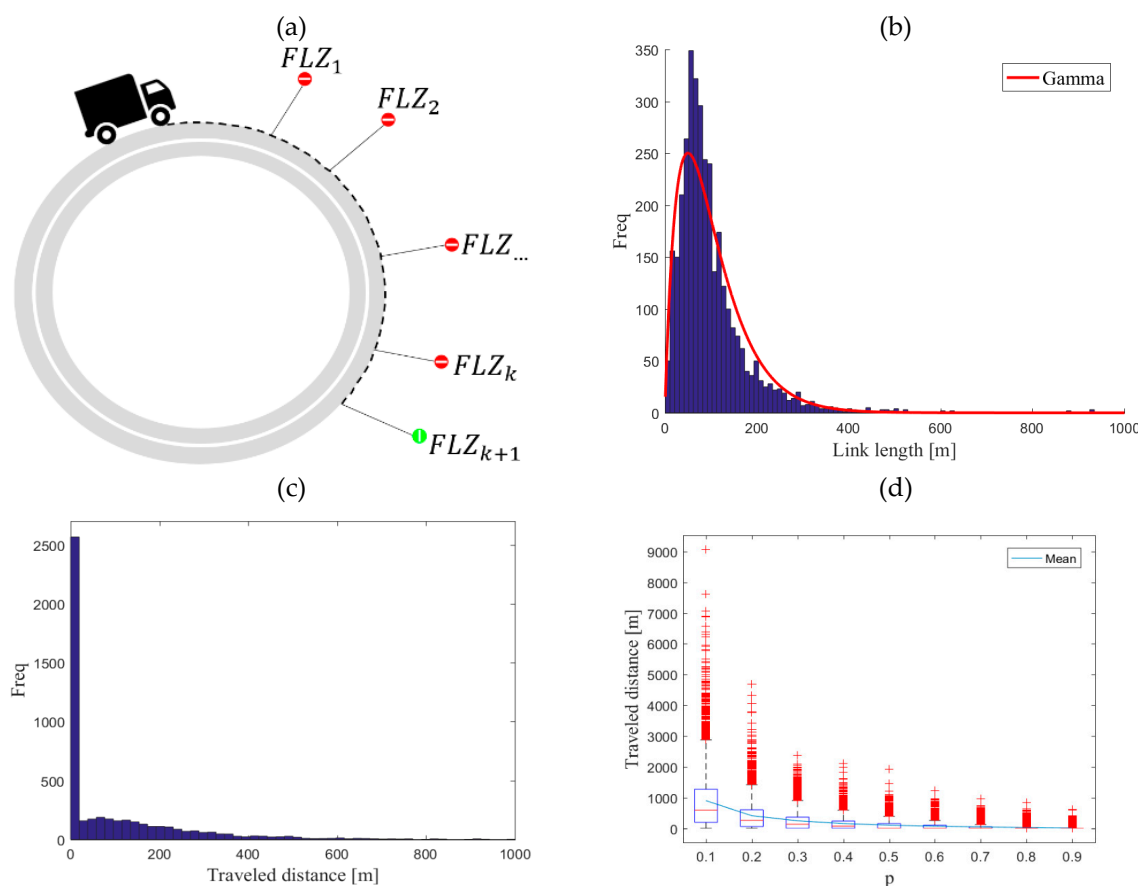 (a)
FLZ₁
FLZ₂
FLZ...
FLZₖ
FLZₖ₊₁
(b)
Gamma
Freq
350
300
250
200
150
100
50
0
0 200 400 600 800 1000
Link length [m]
(c)
Freq
2500
2000
1500
1000
500
0
0 200 400 600 800 1000
Traveled distance [m]
(d)
Mean
Traveled distance [m]
9000
8000
7000
6000
5000
4000
3000
2000
1000
0
0.1 0.2 0.3 0.4 0.5 0.6 0.7 0.8 0.9
p